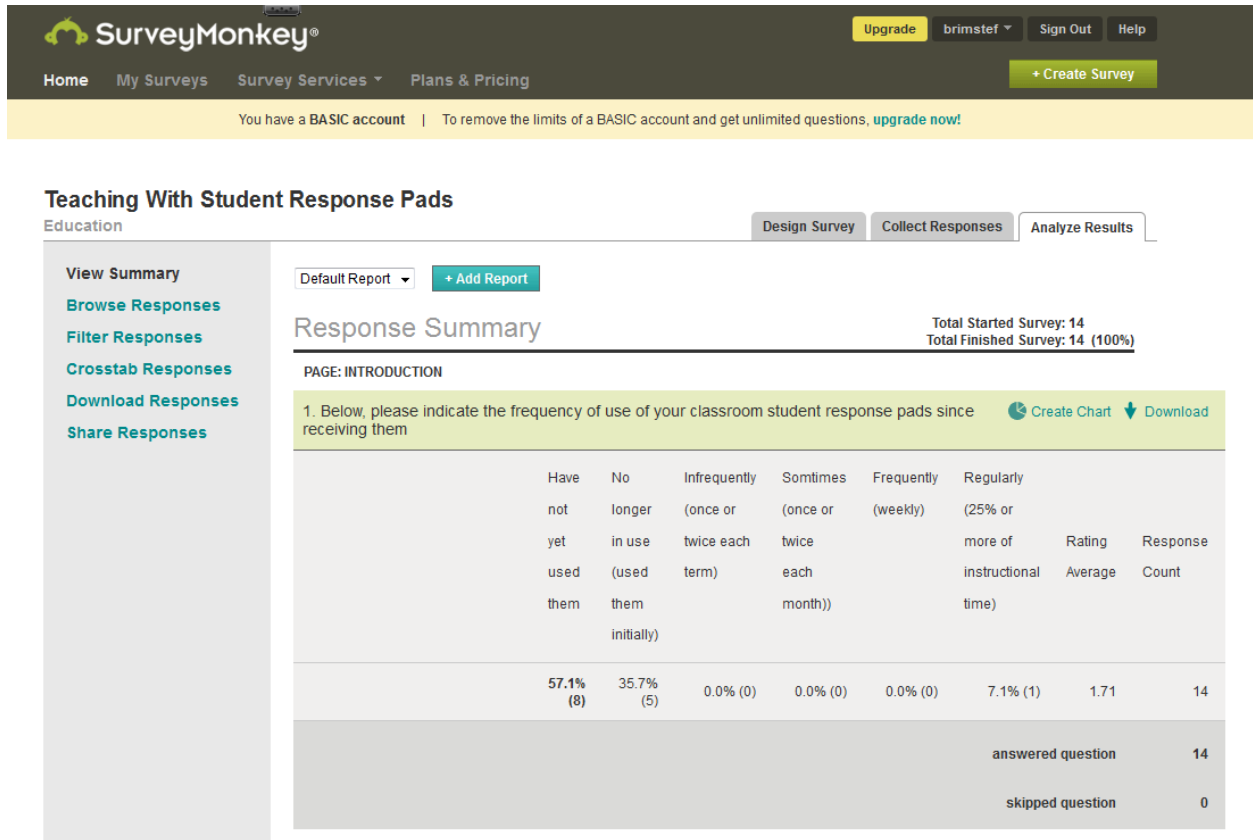 SurveyMonkey®
Upgrade brimstef Sign Out Help
Home My Surveys Survey Services Plans & Pricing
+ Create Survey
You have a BASIC account | To remove the limits of a BASIC account and get unlimited questions, upgrade now!
Teaching With Student Response Pads
Education
Design Survey Collect Responses Analyze Results
View Summary
Browse Responses
Filter Responses
Crosstab Responses
Download Responses
Share Responses
Default Report + Add Report
Response Summary
Total Started Survey: 14
Total Finished Survey: 14 (100%)
PAGE: INTRODUCTION
1. Below, please indicate the frequency of use of your classroom student response pads since
receiving them
Create Chart Download
Have No Infrequently Somtimes Frequently Regularly
not longer (once or (once or (weekly) (25% or
yet in use twice each twice more of Rating Response
used (used term) each instructional Average Count
them them month)) time)
initially)
57.1% 35.7% 0.0% (0) 0.0% (0) 0.0% (0) 7.1% (1) 1.71 14
(8) (5)
answered question 14
skipped question 0